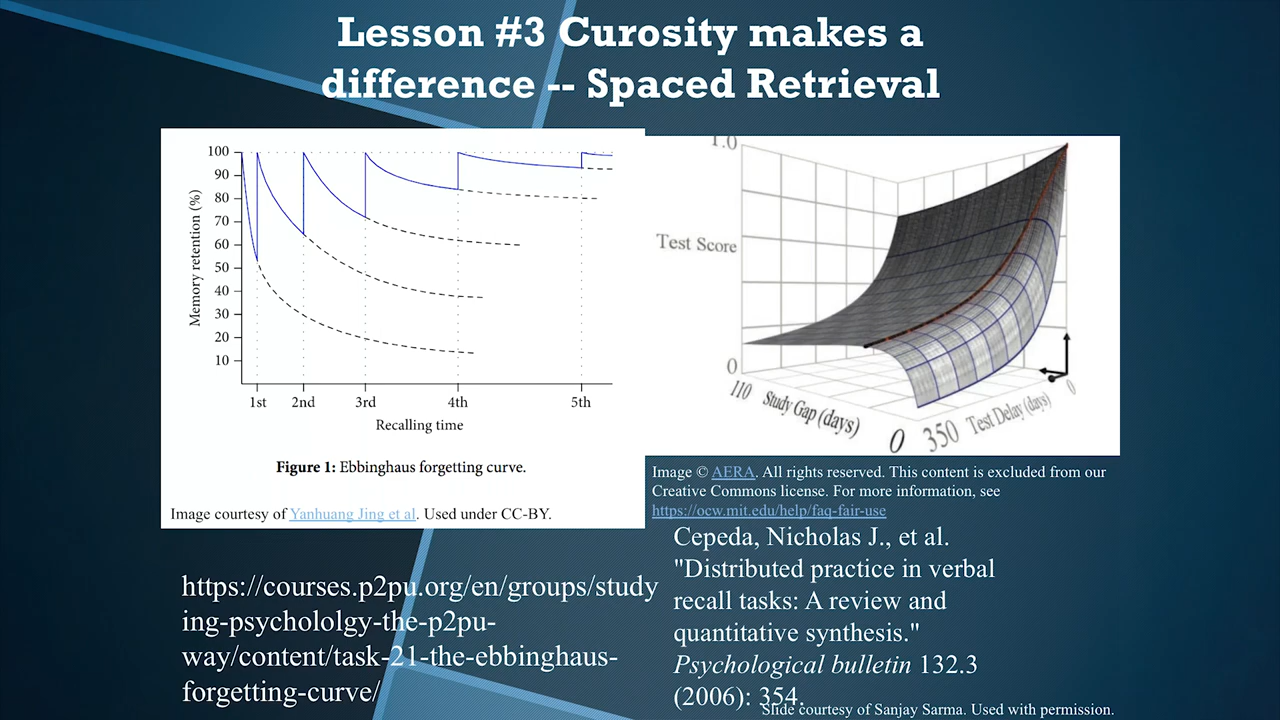 Lesson #3 Curosity makes a
difference -- Spaced Retrieval
100
90
80
70
60
50
40
30
20
10
Memory retention (%)
1st 2nd 3rd 4th 5th
Recalling time
Figure 1: Ebbinghaus forgetting curve.
Image courtesy of Yanhuang Jing et al. Used under CC-BY.
1.0
Test Score
0
110 Study Gap (days) 0
350 Test Delay (days) 0
Image © AERA. All rights reserved. This content is excluded from our
Creative Commons license. For more information, see
https://ocw.mit.edu/help/faq-fair-use
https://courses.p2pu.org/en/groups/study
ing-psychololgy-the-p2pu-
way/content/task-21-the-ebbinghaus-
forgetting-curve/
Cepeda, Nicholas J., et al.
"Distributed practice in verbal
recall tasks: A review and
quantitative synthesis."
Psychological bulletin 132.3
(2006): 354.
Slide courtesy of Sanjay Sarma. Used with permission.